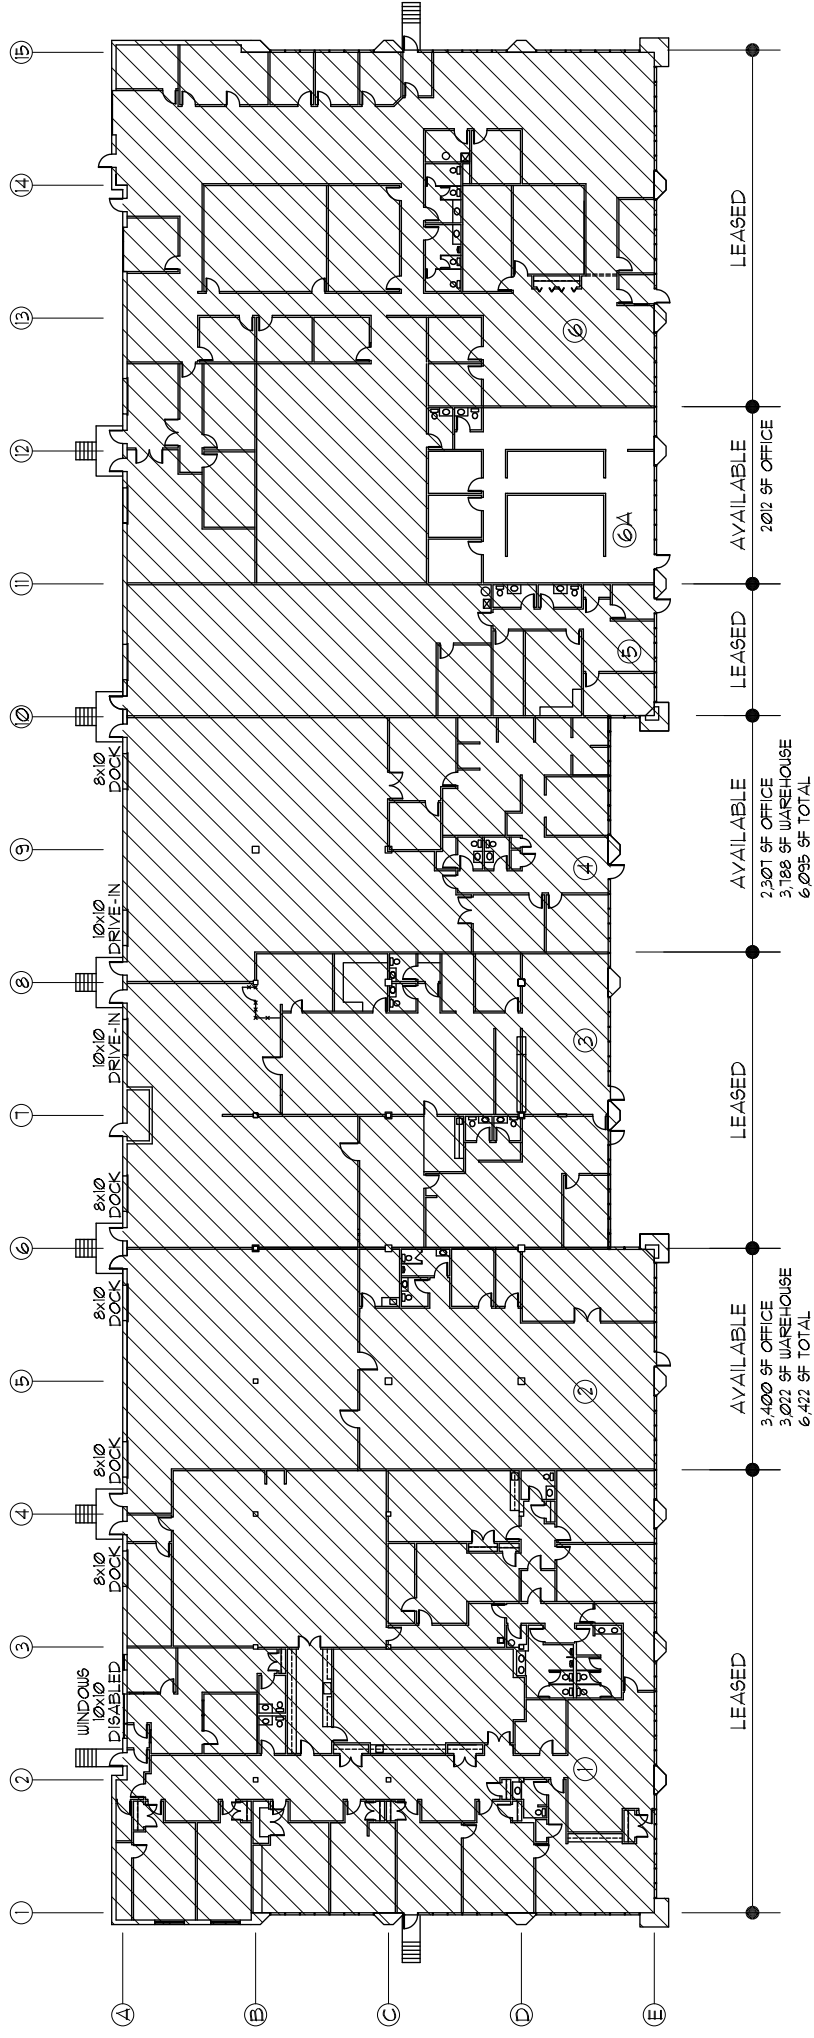 15
14
13
12
11
10
9
8
7
6
5
4
3
2
1
A
B
C
D
E
8x10
DOCK
10x10
DRIVE-IN
10x10
DRIVE-IN
8x10
DOCK
8x10
DOCK
8x10
DOCK
8x10
DOCK
WINDOWS
10x10
DISABLED
6
6A
5
4
3
2
1
LEASED
AVAILABLE
2012 SF OFFICE
LEASED
AVAILABLE
2,307 SF OFFICE
3,788 SF WAREHOUSE
6,095 SF TOTAL
LEASED
AVAILABLE
3,400 SF OFFICE
3,022 SF WAREHOUSE
6,422 SF TOTAL
LEASED